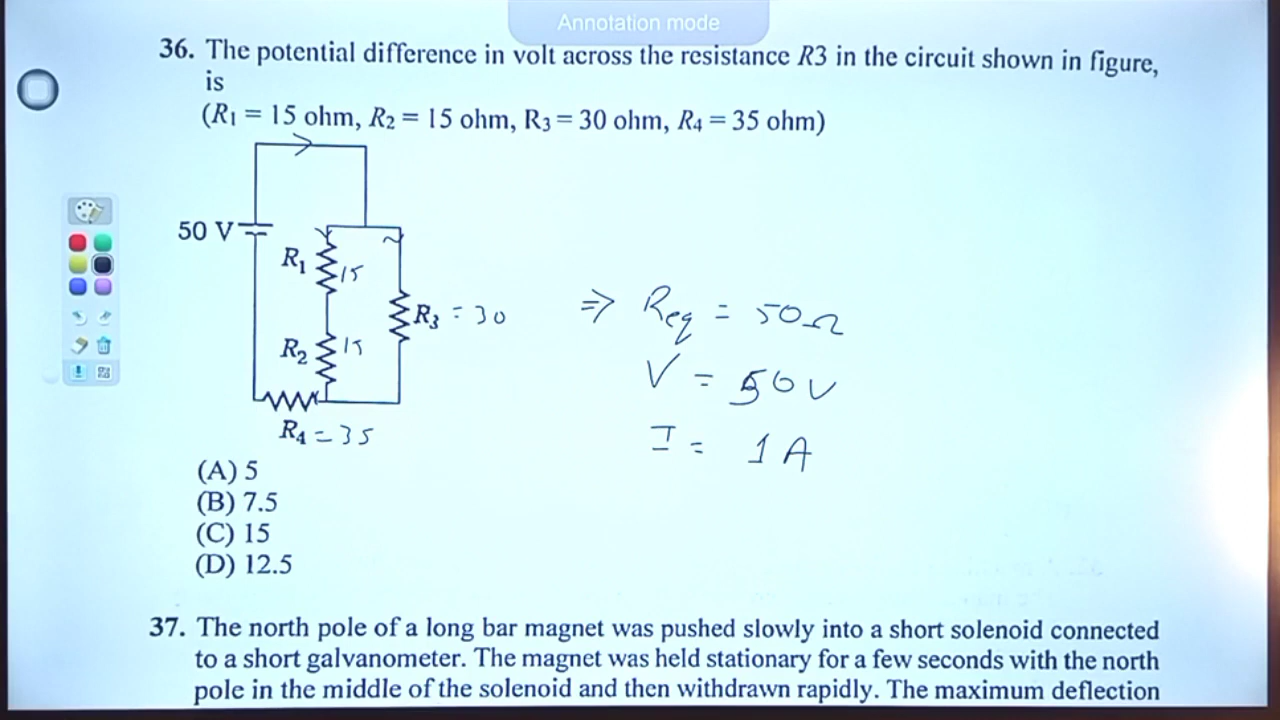 Annotation mode
36. The potential difference in volt across the resistance R3 in the circuit shown in figure,
is
(R1 = 15 ohm, R2 = 15 ohm, R3 = 30 ohm, R4 = 35 ohm)
50 V
R1
15
R3 = 30
R2
15
R4 = 35
⇒ Req = 50Ω
V = 50V
I = 1A
(A) 5
(B) 7.5
(C) 15
(D) 12.5
37. The north pole of a long bar magnet was pushed slowly into a short solenoid connected
to a short galvanometer. The magnet was held stationary for a few seconds with the north
pole in the middle of the solenoid and then withdrawn rapidly. The maximum deflection